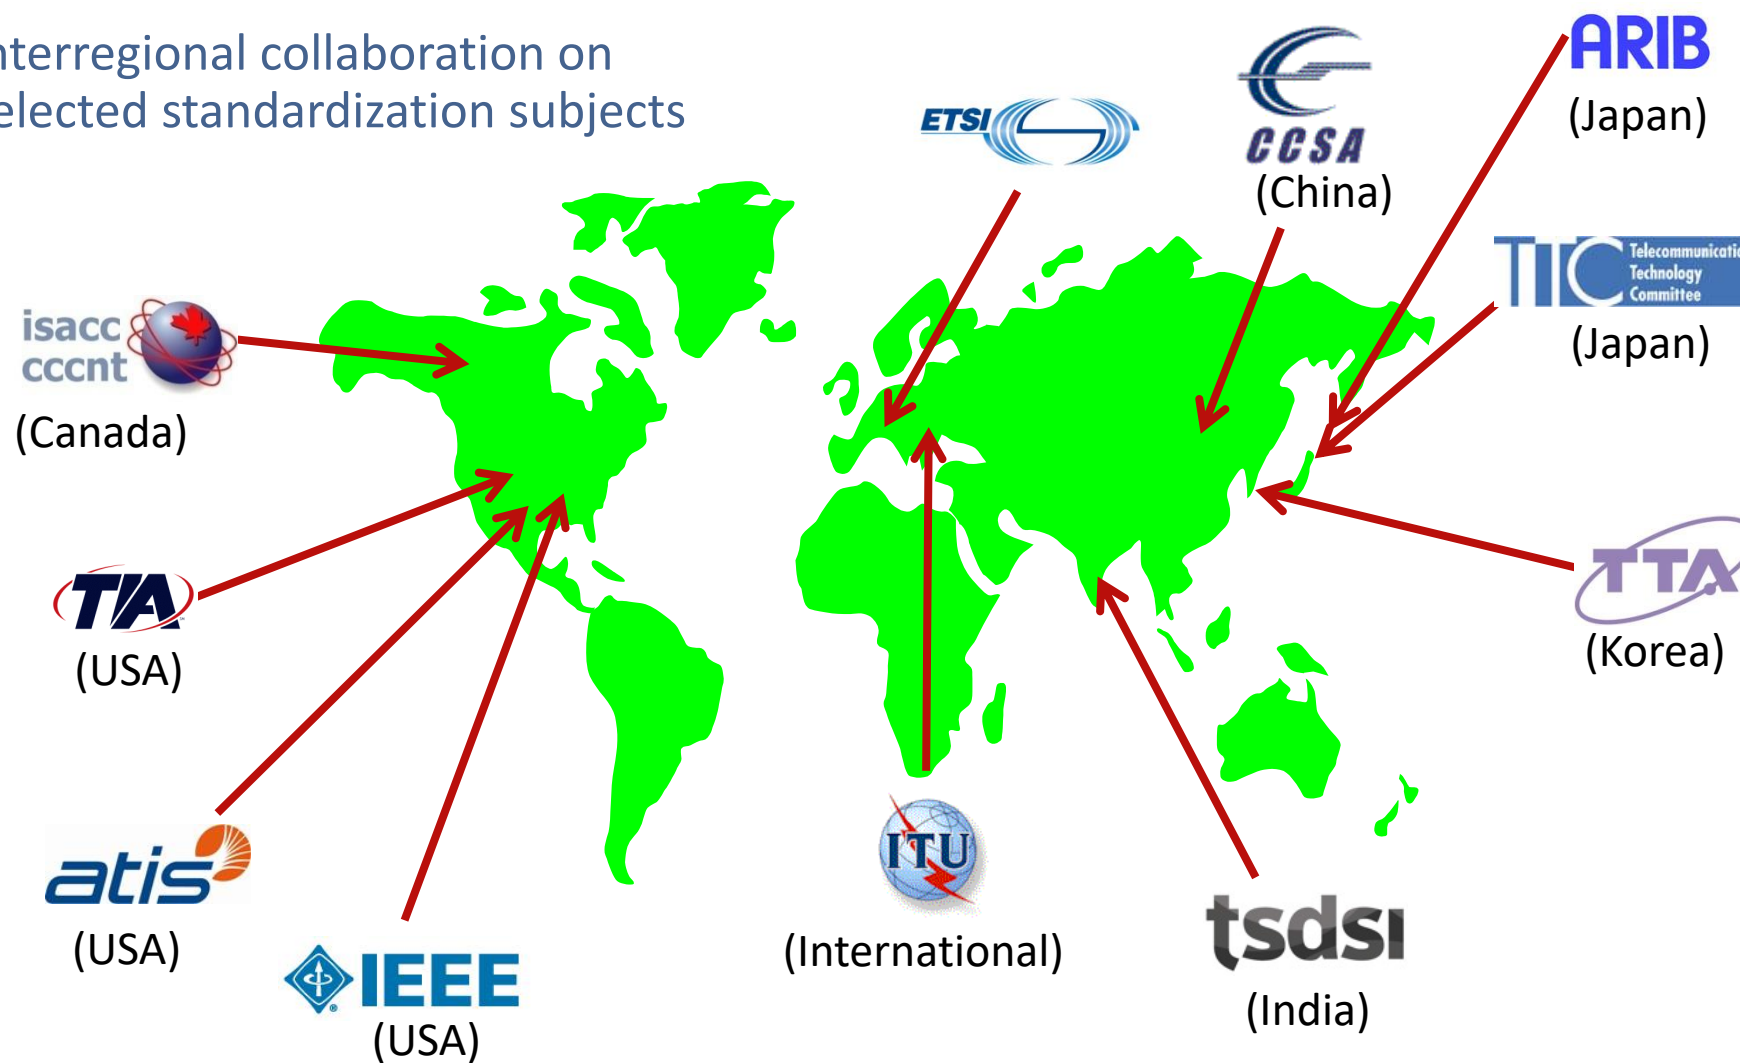 nterregional collaboration on
elected standardization subjects
ETSI
CCSA
(China)
ARIB
(Japan)
TTC Telecommunicatio
Technology
Committee
(Japan)
isacc
cccnt
(Canada)
TIA
(USA)
TTA
(Korea)
atis
(USA)
IEEE
(USA)
ITU
(International)
tsdsi
(India)